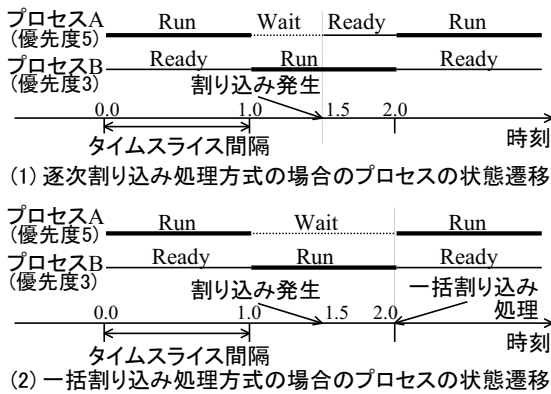 プロセスA
(優先度5)
Run Wait Ready Run
プロセスB
(優先度3)
Ready Run Ready
割り込み発生
0.0 1.0 1.5 2.0
時刻
タイムスライス間隔
(1) 逐次割り込み処理方式の場合のプロセスの状態遷移
プロセスA
(優先度5)
Run Wait Run
プロセスB
(優先度3)
Ready Run Ready
割り込み発生
一括割り込み
処理
0.0 1.0 1.5 2.0
時刻
タイムスライス間隔
(2) 一括割り込み処理方式の場合のプロセスの状態遷移